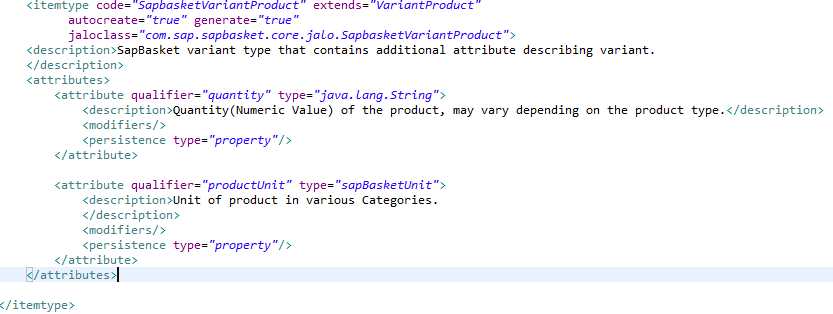 <itemtype code="SapbasketVariantProduct" extends="VariantProduct"
autocreate="true" generate="true"
jaloclass="com.sap.sapbasket.core.jalo.SapbasketVariantProduct">
<description>SapBasket variant type that contains additional attribute describing variant.
</description>
<attributes>
<attribute qualifier="quantity" type="java.lang.String">
<description>Quantity(Numeric Value) of the product, may vary depending on the product type.</description>
<modifiers/>
<persistence type="property"/>
</attribute>
<attribute qualifier="productUnit" type="sapBasketUnit">
<description>Unit of product in various Categories.
</description>
<modifiers/>
<persistence type="property"/>
</attribute>
</attributes>
</itemtype>